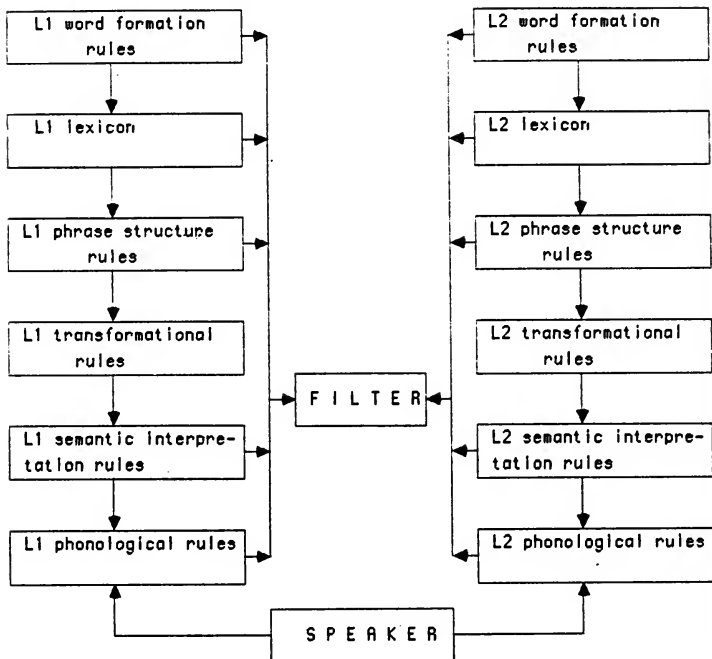 L1 word formation
rules
L1 lexicon
L1 phrase structure
rules
L1 transformational
rules
L1 semantic interpre-
tation rules
L1 phonological rules
L2 word formation
rules
L2 lexicon
L2 phrase structure
rules
L2 transformational
rules
L2 semantic interpre-
tation rules
L2 phonological rules
F I L T E R
S P E A K E R